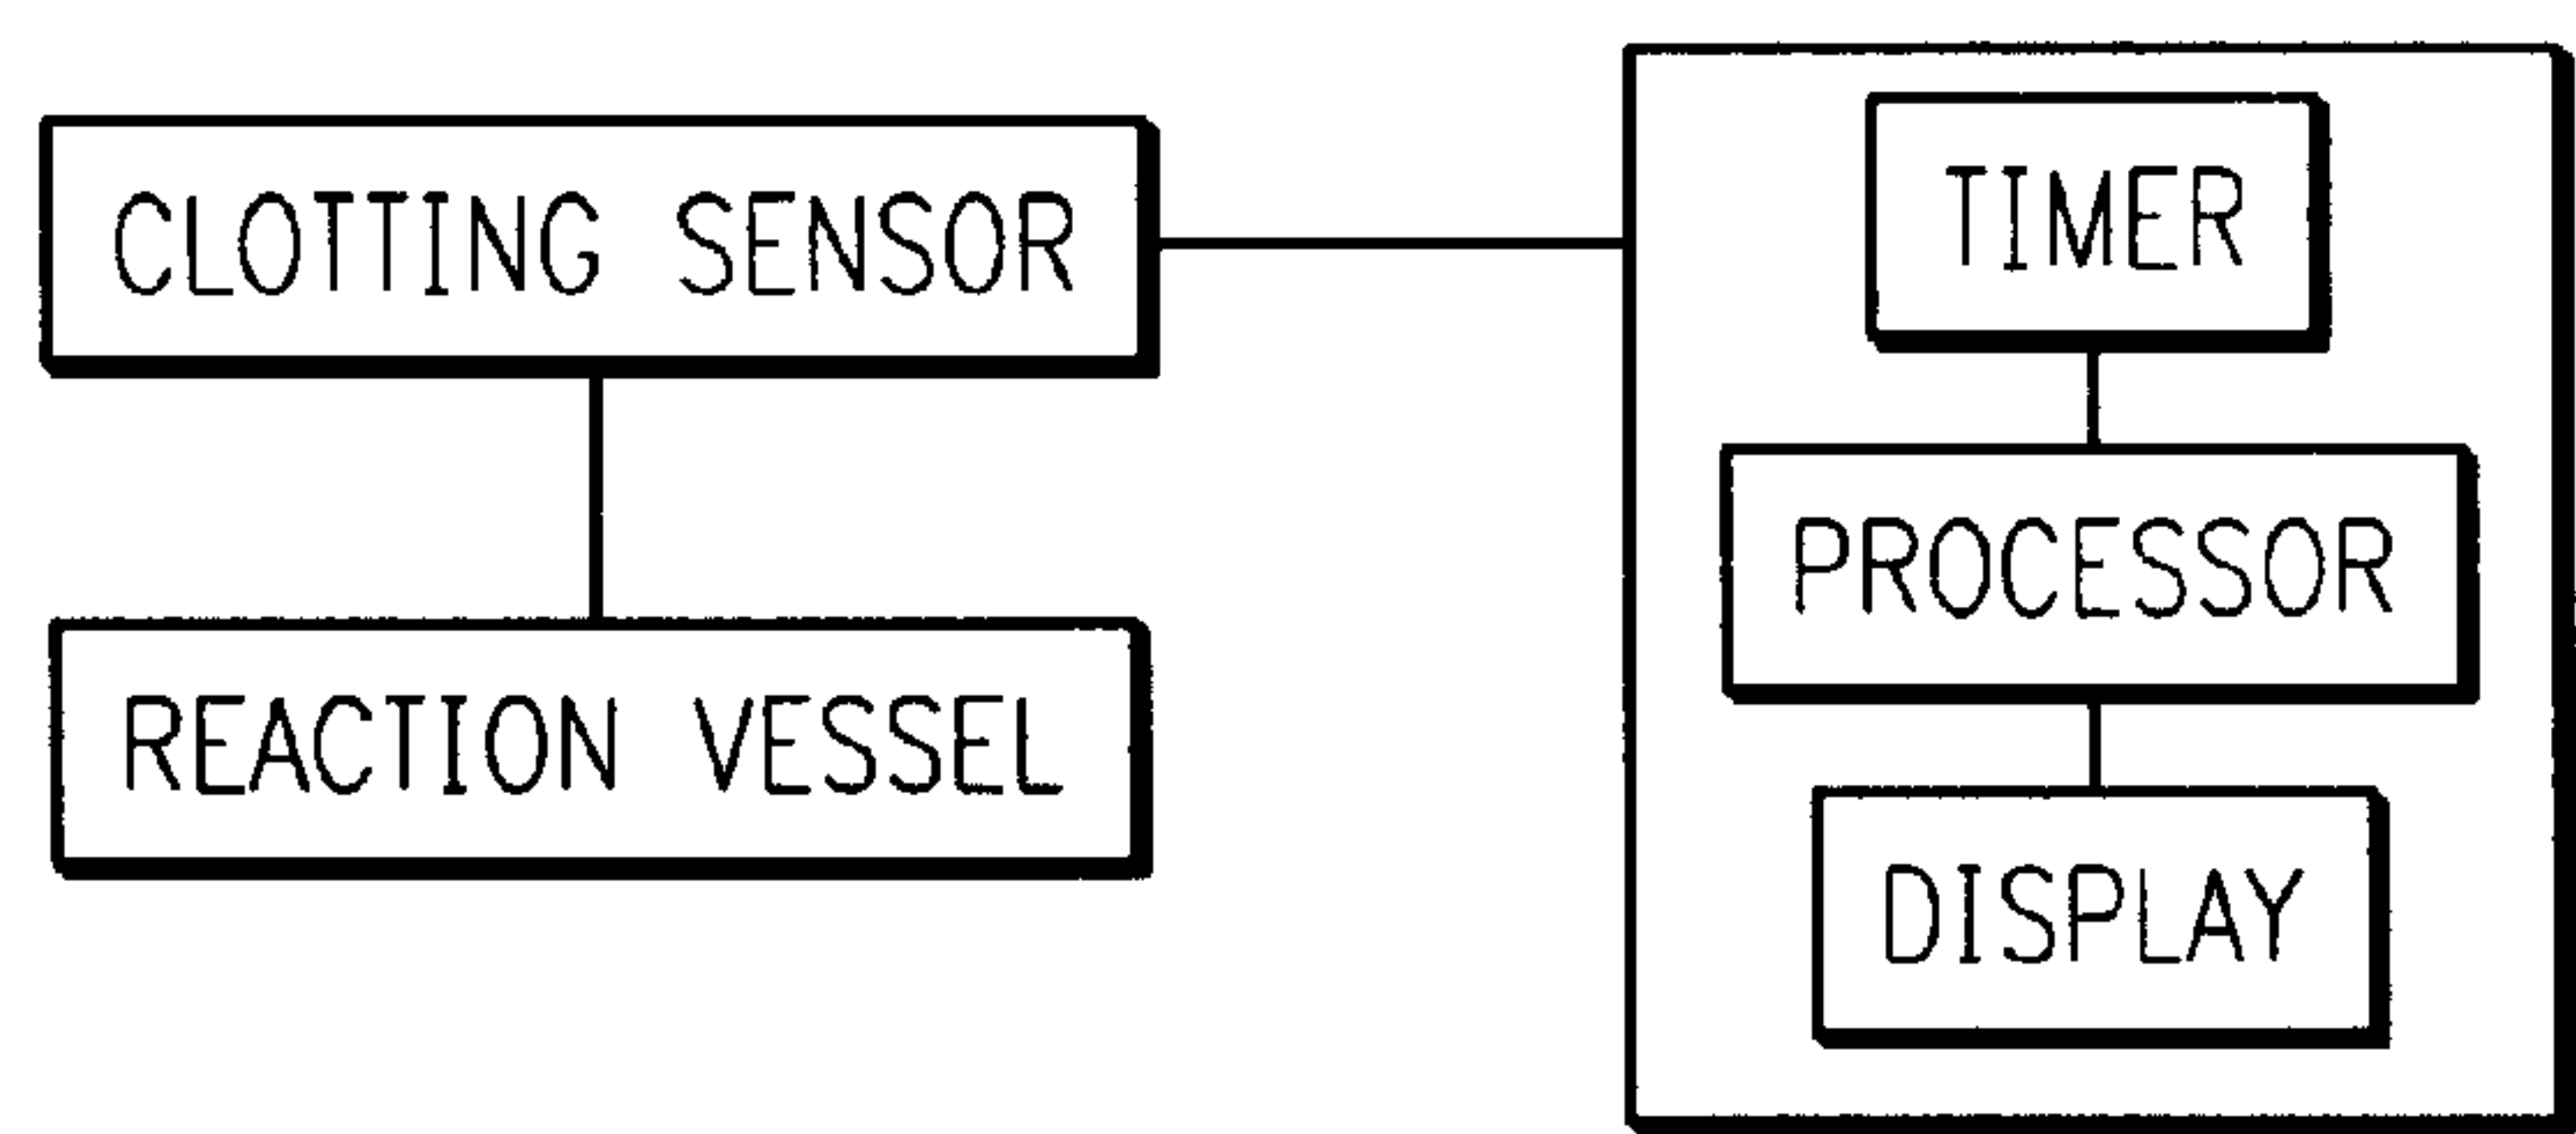 CLOTTING SENSOR
REACTION VESSEL
TIMER
PROCESSOR
DISPLAY